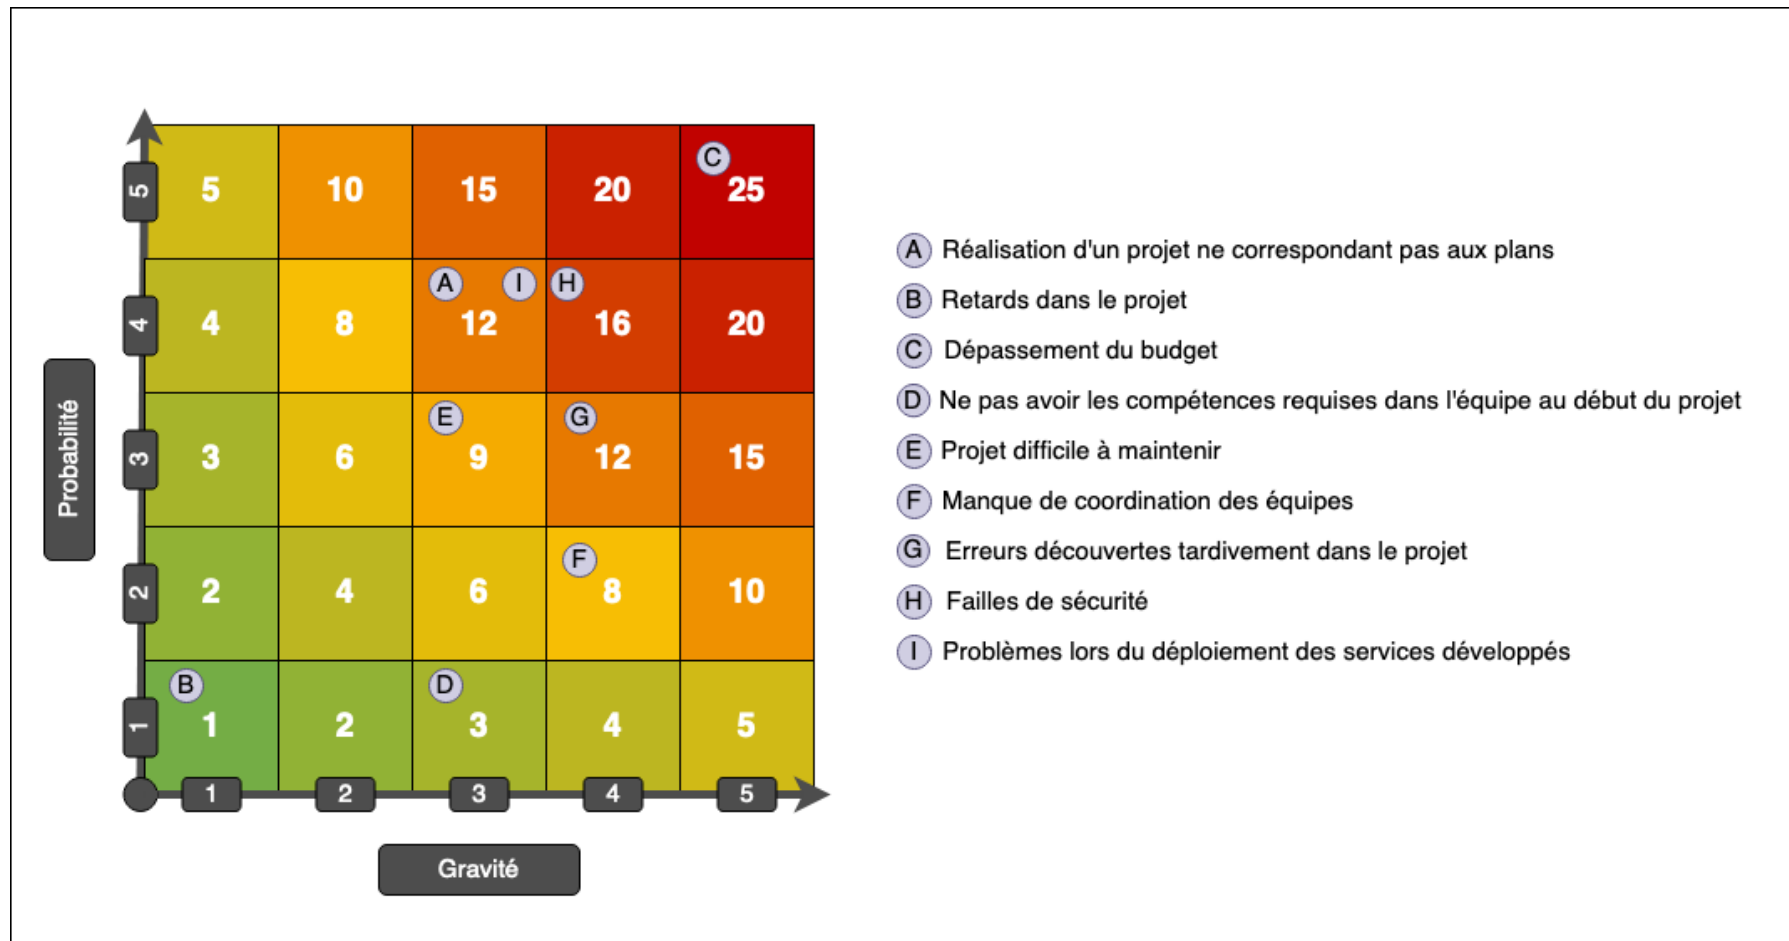 Probabilité
5
5
10
15
20
C
25
4
4
8
A
I
12
H
16
20
3
3
6
E
9
G
12
15
2
2
4
6
F
8
10
1
B
1
2
D
3
4
5
1
2
3
4
5
Gravité
A Réalisation d'un projet ne correspondant pas aux plans
B Retards dans le projet
C Dépassement du budget
D Ne pas avoir les compétences requises dans l'équipe au début du projet
E Projet difficile à maintenir
F Manque de coordination des équipes
G Erreurs découvertes tardivement dans le projet
H Failles de sécurité
I Problèmes lors du déploiement des services développés